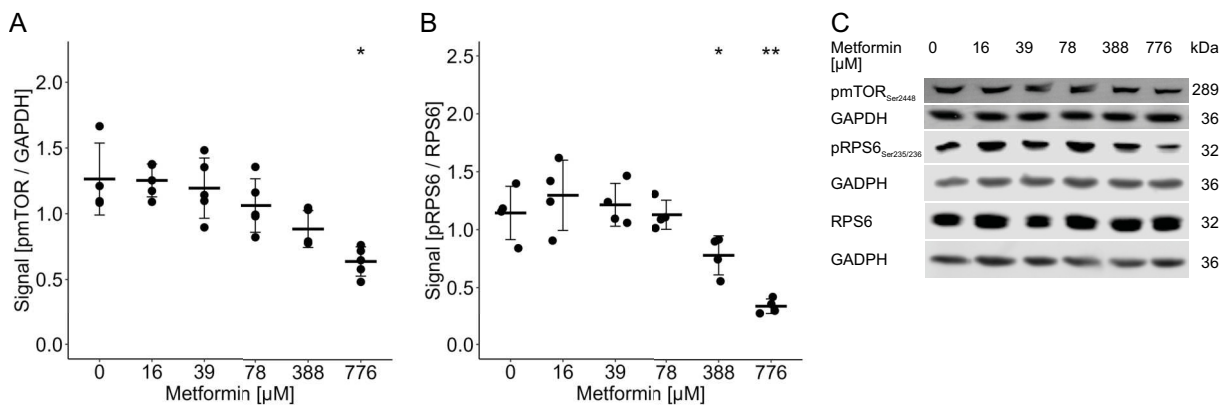 A
Signal [pmTOR / GAPDH]
2.0
1.5
1.0
0.5
0.0
*
0 16 39 78 388 776
Metformin [µM]
B
Signal [pRPS6 / RPS6]
2.5
2.0
1.5
1.0
0.5
0.0
* **
0 16 39 78 388 776
Metformin [µM]
C
Metformin 0 16 39 78 388 776 kDa
[µM]
pmTOR Ser2448 289
GAPDH 36
pRPS6 Ser235/236 32
GADPH 36
RPS6 32
GADPH 36